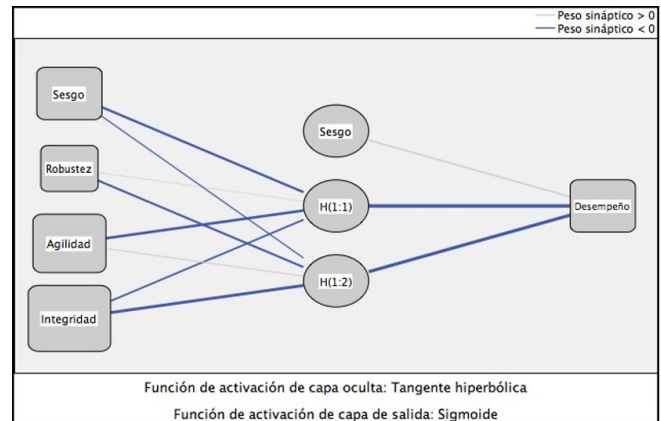 Peso sináptico > 0
Peso sináptico < 0
Sesgo
Robustez
Agilidad
Integridad
Sesgo
H(1:1)
H(1:2)
Desempeño
Función de activación de capa oculta: Tangente hiperbólica
Función de activación de capa de salida: Sigmoide